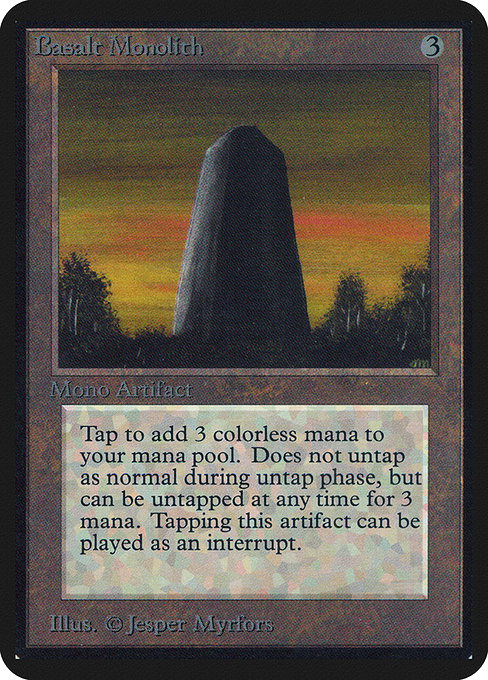 Basalt Monolith 3
Mono Artifact
Tap to add 3 colorless mana to
your mana pool. Does not untap
as normal during untap phase, but
can be untapped at any time for 3
mana. Tapping this artifact can be
played as an interrupt.
Illus. © Jesper Myrfors